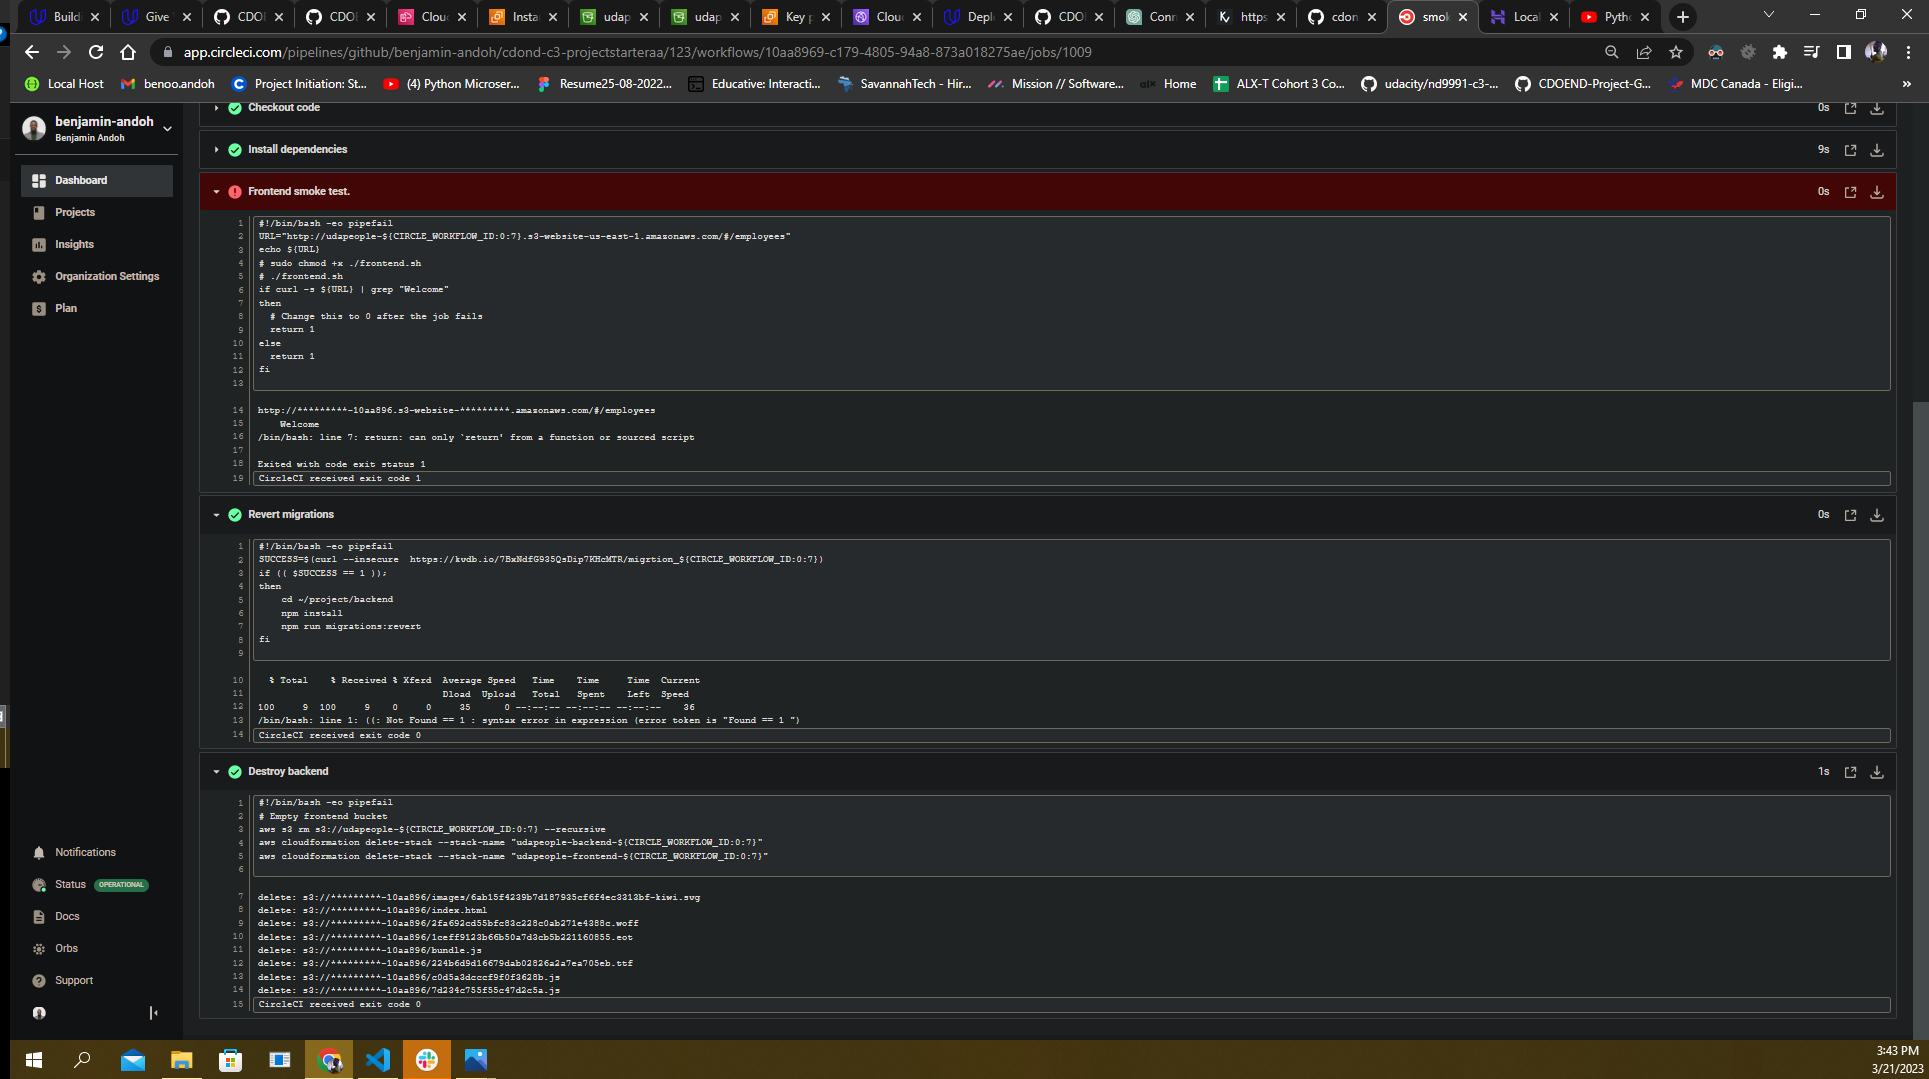 Buildi
Give
CDOE
CDOE
Cloud
Insta
udap
udap
Key p
Cloud
Deplo
CDO
Conn
https
cdon
smok
Local
Pytho
app.circleci.com/pipelines/github/benjamin-andoh/cdond-c3-projectstarteraa/123/workflows/10aa8969-c179-4805-94a8-873a018275ae/jobs/1009
Local Host
benoo.andoh
Project Initiation: St...
(4) Python Microser...
Resume25-08-2022...
Educative: Interacti...
SavannahTech - Hir...
Mission // Software...
Home
ALX-T Cohort 3 Co...
udacity/nd9991-c3-...
CDOEND-Project-G...
MDC Canada - Eligi...
»
benjamin-andoh
Benjamin Andoh
Dashboard
Projects
Insights
Organization Settings
Plan
Notifications
Status OPERATIONAL
Docs
Orbs
Support
Checkout code 0s
Install dependencies 9s
Frontend smoke test. 0s
1 #!/bin/bash -eo pipefail
2 URL="http://udapeople-${CIRCLE_WORKFLOW_ID:0:7}.s3-website-us-east-1.amazonaws.com/#/employees"
3 echo ${URL}
4 # sudo chmod +x ./frontend.sh
5 # ./frontend.sh
6 if curl -s ${URL} | grep "Welcome"
7 then
8 # Change this to 0 after the job fails
9 return 1
10 else
11 return 1
12 fi
13
14 http://*********-10aa896.s3-website-*********.amazonaws.com/#/employees
15 Welcome
16 /bin/bash: line 7: return: can only `return' from a function or sourced script
17
18 Exited with code exit status 1
19 CircleCI received exit code 1
Revert migrations 0s
1 #!/bin/bash -eo pipefail
2 SUCCESS=$(curl --insecure https://kvdb.io/7BxNdfG935QsDip7KHcMTR/migrtion_${CIRCLE_WORKFLOW_ID:0:7})
3 if (( $SUCCESS == 1 ));
4 then
5 cd ~/project/backend
6 npm install
7 npm run migrations:revert
8 fi
9
10 % Total % Received % Xferd Average Speed Time Time Time Current
11 Dload Upload Total Spent Left Speed
12 100 9 100 9 0 0 35 0 --:--:-- --:--:-- --:--:-- 36
13 /bin/bash: line 1: ((: Not Found == 1 : syntax error in expression (error token is "Found == 1 ")
14 CircleCI received exit code 0
Destroy backend 1s
1 #!/bin/bash -eo pipefail
2 # Empty frontend bucket
3 aws s3 rm s3://udapeople-${CIRCLE_WORKFLOW_ID:0:7} --recursive
4 aws cloudformation delete-stack --stack-name "udapeople-backend-${CIRCLE_WORKFLOW_ID:0:7}"
5 aws cloudformation delete-stack --stack-name "udapeople-frontend-${CIRCLE_WORKFLOW_ID:0:7}"
6
7 delete: s3://*********-10aa896/images/6ab15f4239b7d187935cf6f4ec3313bf-kiwi.svg
8 delete: s3://*********-10aa896/index.html
9 delete: s3://*********-10aa896/2fa692cd55bfc83c228c0ab271e4388c.woff
10 delete: s3://*********-10aa896/1ceff9123b66b50a7d3cb5b221160855.eot
11 delete: s3://*********-10aa896/bundle.js
12 delete: s3://*********-10aa896/224b6d9d16679dab02826a2a7ea705eb.ttf
13 delete: s3://*********-10aa896/c0d5a3dcccf9f0f3628b.js
14 delete: s3://*********-10aa896/7d234c755f55c47d2c5a.js
15 CircleCI received exit code 0
3:43 PM
3/21/2023